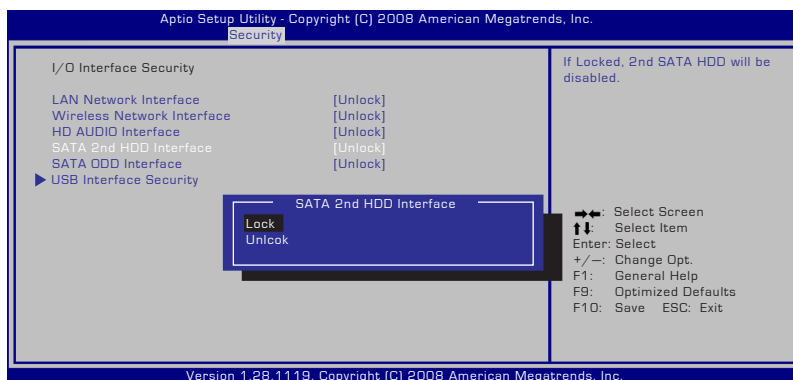 Aptio Setup Utility - Copyright (C) 2008 American Megatrends, Inc.
Security
I/O Interface Security
LAN Network Interface [Unlock]
Wireless Network Interface [Unlock]
HD AUDIO Interface [Unlock]
SATA 2nd HDD Interface [Unlock]
SATA ODD Interface [Unlock]
USB Interface Security
SATA 2nd HDD Interface
Lock
Unlcok
If Locked, 2nd SATA HDD will be
disabled.
: Select Screen
: Select Item
Enter: Select
+/—: Change Opt.
F1: General Help
F9: Optimized Defaults
F10: Save ESC: Exit
Version 1.28.1119. Copyright (C) 2008 American Megatrends, Inc.